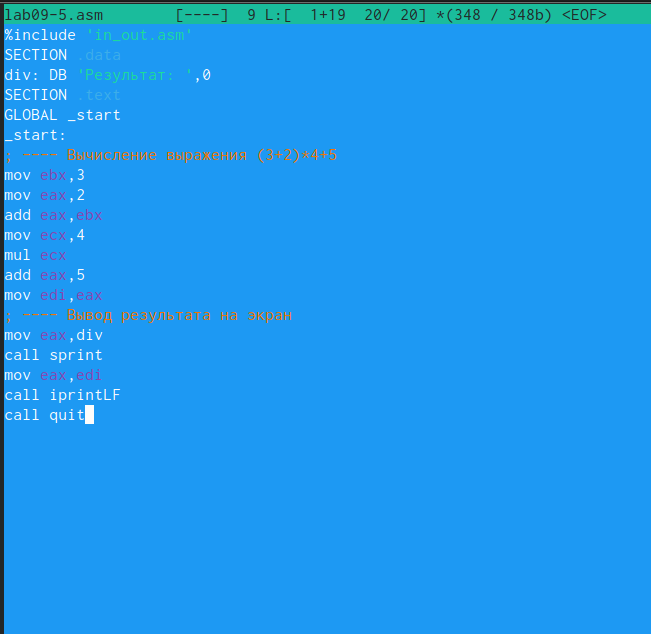 lab09-5.asm [----] 9 L:[ 1+19 20/ 20] *(348 / 348b) <EOF>
%include 'in_out.asm'
SECTION .data
div: DB 'Результат: ',0
SECTION .text
GLOBAL _start
_start:
; ---- Вычисление выражения (3+2)*4+5
mov ebx,3
mov eax,2
add eax,ebx
mov ecx,4
mul ecx
add eax,5
mov edi,eax
; ---- Вывод результата на экран
mov eax,div
call sprint
mov eax,edi
call iprintLF
call quit